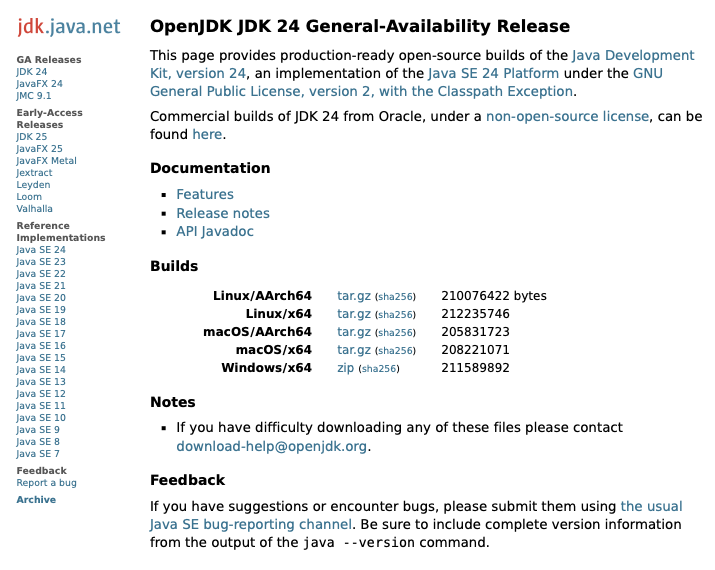 jdk.java.net
GA Releases
JDK 24
JavaFX 24
JMC 9.1
Early-Access
Releases
JDK 25
JavaFX 25
JavaFX Metal
Jextract
Leyden
Loom
Valhalla
Reference
Implementations
Java SE 24
Java SE 23
Java SE 22
Java SE 21
Java SE 20
Java SE 19
Java SE 18
Java SE 17
Java SE 16
Java SE 15
Java SE 14
Java SE 13
Java SE 12
Java SE 11
Java SE 10
Java SE 9
Java SE 8
Java SE 7
Feedback
Report a bug
Archive
OpenJDK JDK 24 General-Availability Release
This page provides production-ready open-source builds of the Java Development
Kit, version 24, an implementation of the Java SE 24 Platform under the GNU
General Public License, version 2, with the Classpath Exception.
Commercial builds of JDK 24 from Oracle, under a non-open-source license, can be
found here.
Documentation
▪ Features
▪ Release notes
▪ API Javadoc
Builds
Linux/AArch64 tar.gz (sha256) 210076422 bytes
Linux/x64 tar.gz (sha256) 212235746
macOS/AArch64 tar.gz (sha256) 205831723
macOS/x64 tar.gz (sha256) 208221071
Windows/x64 zip (sha256) 211589892
Notes
▪ If you have difficulty downloading any of these files please contact
download-help@openjdk.org.
Feedback
If you have suggestions or encounter bugs, please submit them using the usual
Java SE bug-reporting channel. Be sure to include complete version information
from the output of the java --version command.